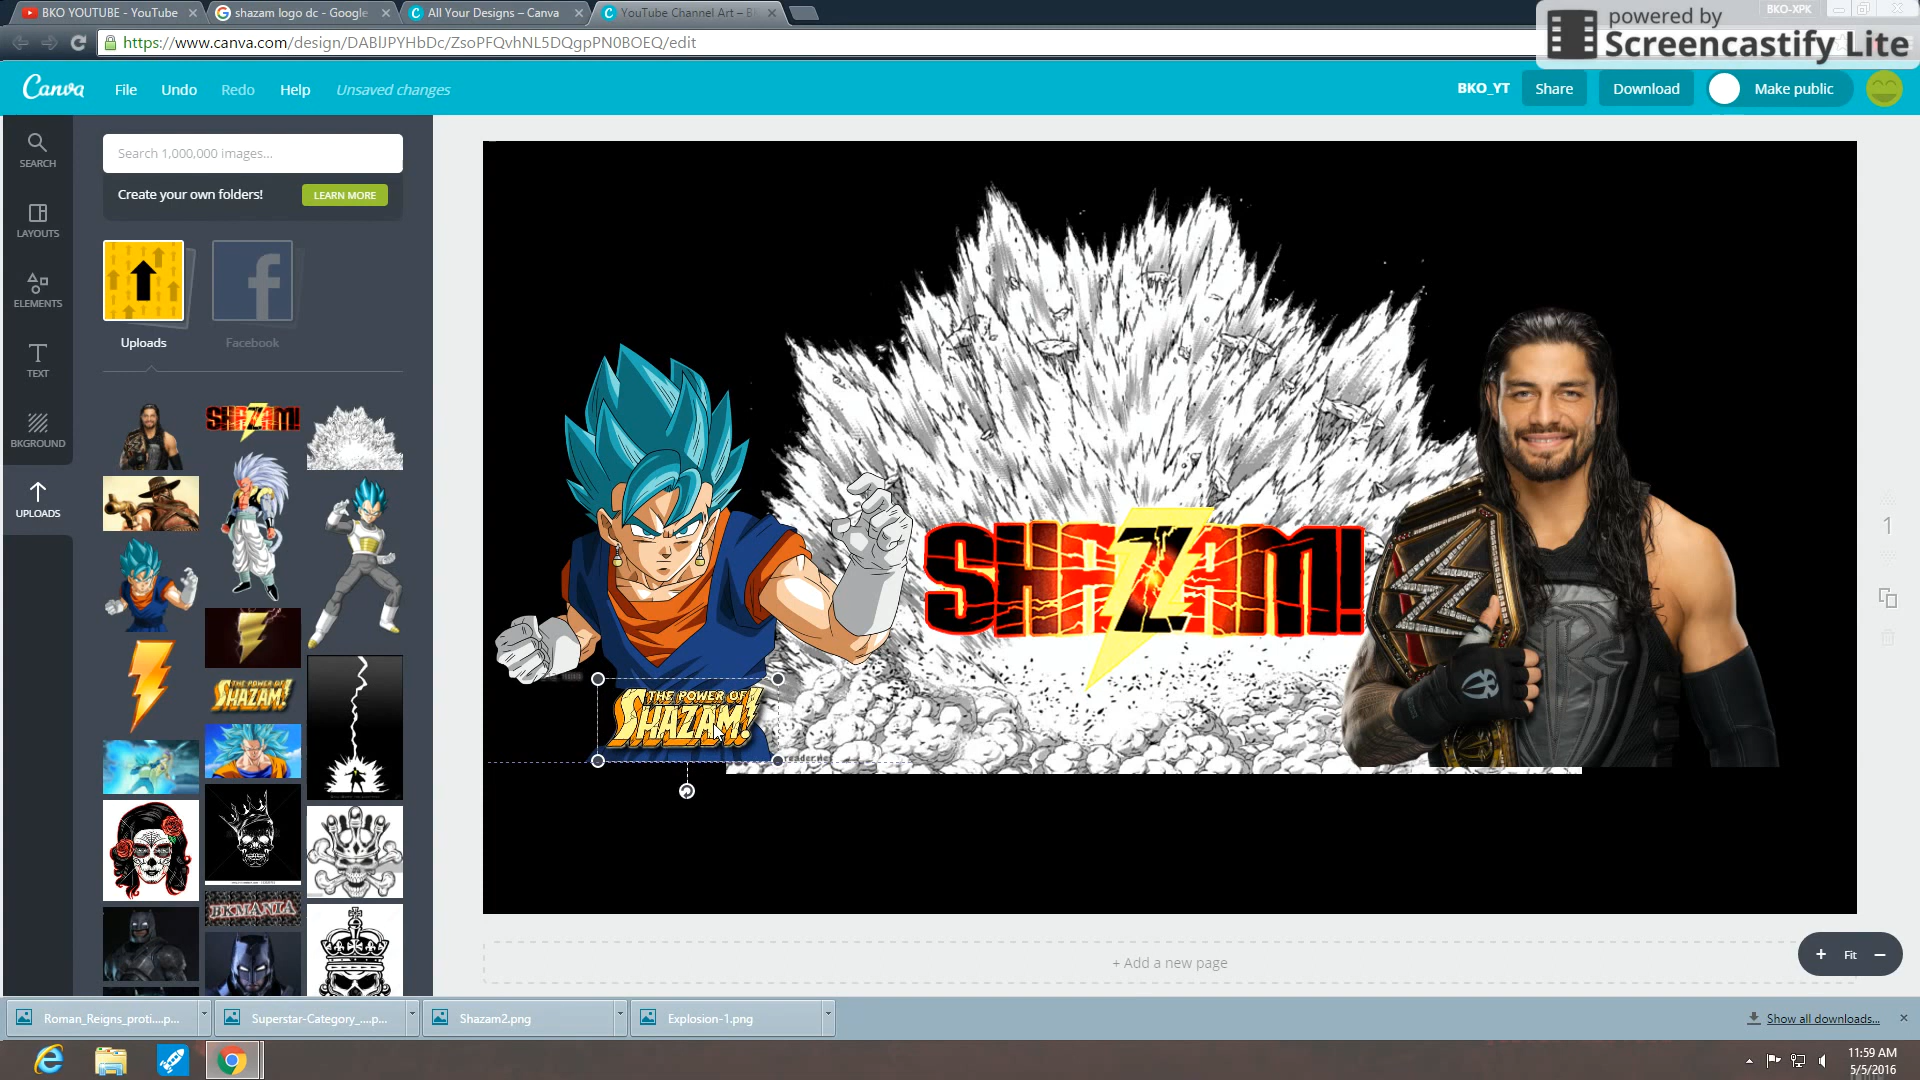 BKO YOUTUBE - YouTube
shazam logo dc - Google
All Your Designs – Canva
YouTube Channel Art – B
BKO-XPK
powered by
Screencastify Lite
https://www.canva.com/design/DABlJPYHbDc/ZsoPFQvhNL5DQgpPN0BOEQ/edit
Canva
File
Undo
Redo
Help
Unsaved changes
BKO_YT
Share
Download
Make public
SEARCH
LAYOUTS
ELEMENTS
TEXT
BKGROUND
UPLOADS
Search 1,000,000 images...
Create your own folders!
LEARN MORE
Uploads
Facebook
SHAZAM!
THE POWER OF
SHAZAM!
BKMANIA
SHAZAM!
THE POWER OF
SHAZAM!
1
+ Add a new page
+ Fit −
Roman_Reigns_proti....p...
Superstar-Category_....p...
Shazam2.png
Explosion-1.png
Show all downloads...
11:59 AM
5/5/2016